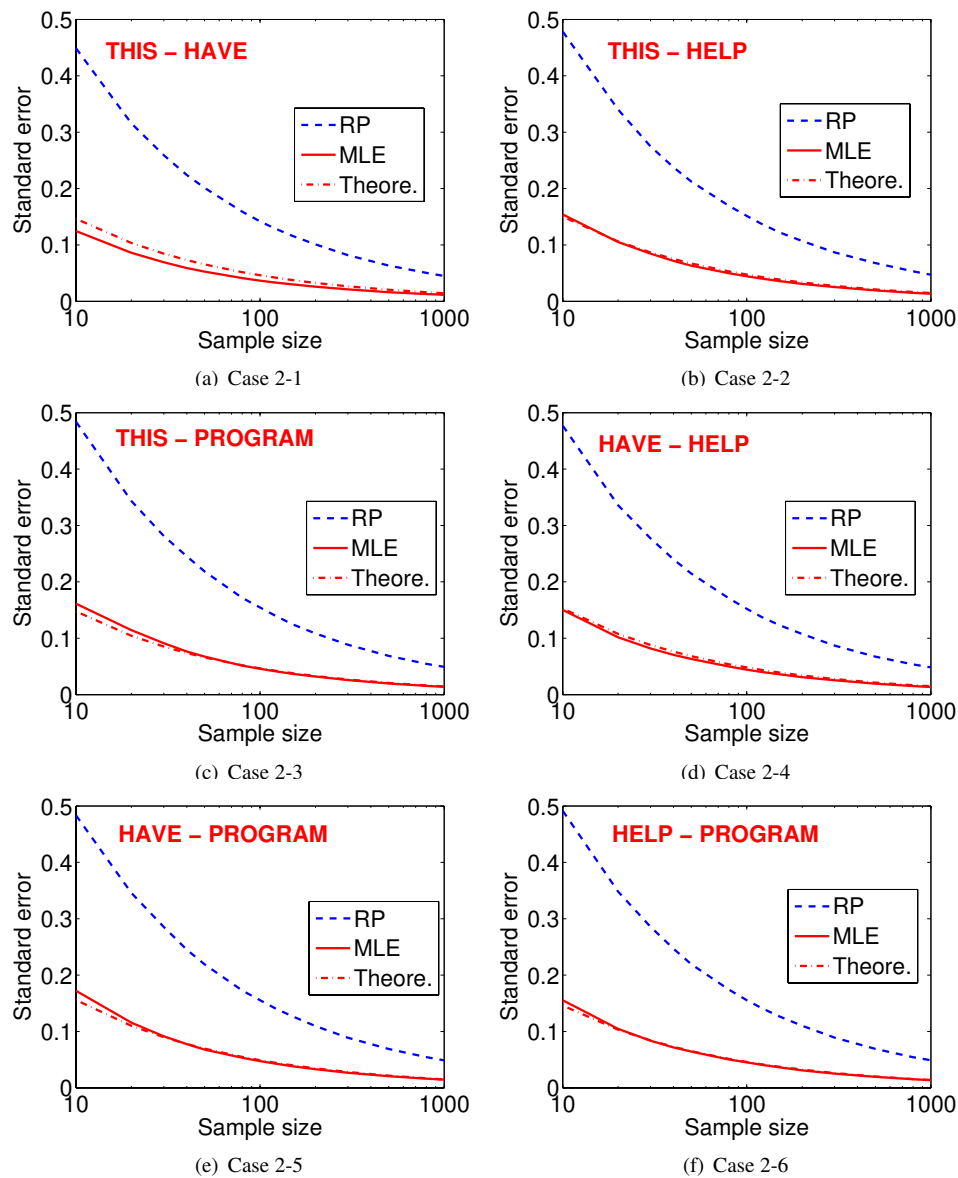 THIS – HAVE
Standard error
0.5
0.4
0.3
0.2
0.1
0
RP
MLE
Theore.
10
100
1000
Sample size
(a) Case 2-1
THIS – HELP
Standard error
0.5
0.4
0.3
0.2
0.1
0
RP
MLE
Theore.
10
100
1000
Sample size
(b) Case 2-2
THIS – PROGRAM
Standard error
0.5
0.4
0.3
0.2
0.1
0
RP
MLE
Theore.
10
100
1000
Sample size
(c) Case 2-3
HAVE – HELP
Standard error
0.5
0.4
0.3
0.2
0.1
0
RP
MLE
Theore.
10
100
1000
Sample size
(d) Case 2-4
HAVE – PROGRAM
Standard error
0.5
0.4
0.3
0.2
0.1
0
RP
MLE
Theore.
10
100
1000
Sample size
(e) Case 2-5
HELP – PROGRAM
Standard error
0.5
0.4
0.3
0.2
0.1
0
RP
MLE
Theore.
10
100
1000
Sample size
(f) Case 2-6